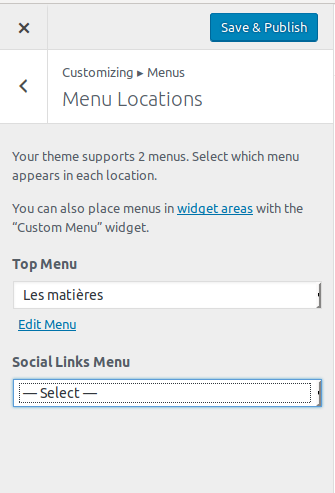 Save & Publish
Customizing ▸ Menus
Menu Locations
Your theme supports 2 menus. Select which menu
appears in each location.
You can also place menus in widget areas with the
“Custom Menu” widget.
Top Menu
Les matières
Edit Menu
Social Links Menu
— Select —